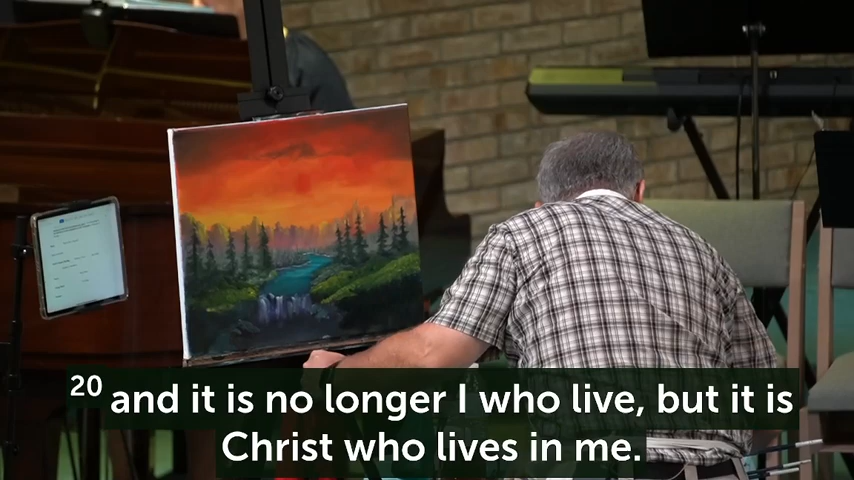 20 and it is no longer I who live, but it is
Christ who lives in me.